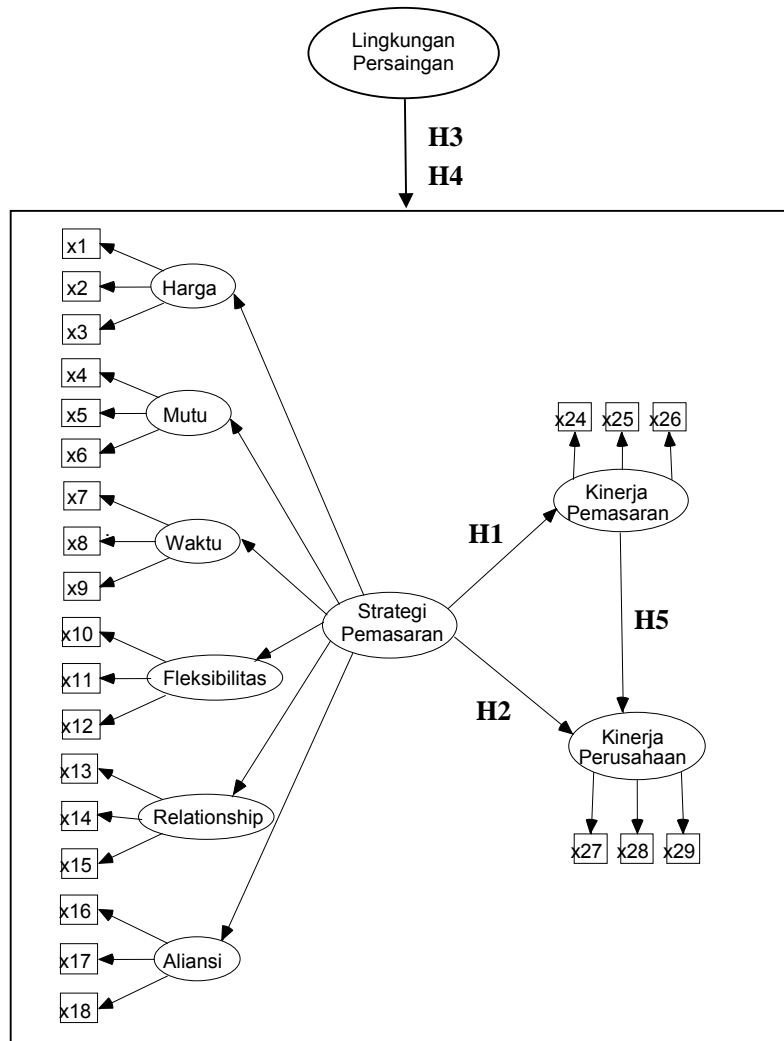 Lingkungan
Persaingan
H3
H4
x1
x2
x3
Harga
x4
x5
x6
Mutu
x7
x8
x9
Waktu
x10
x11
x12
Fleksibilitas
x13
x14
x15
Relationship
x16
x17
x18
Aliansi
Strategi
Pemasaran
H1
H2
x24 x25 x26
Kinerja
Pemasaran
H5
Kinerja
Perusahaan
x27 x28 x29